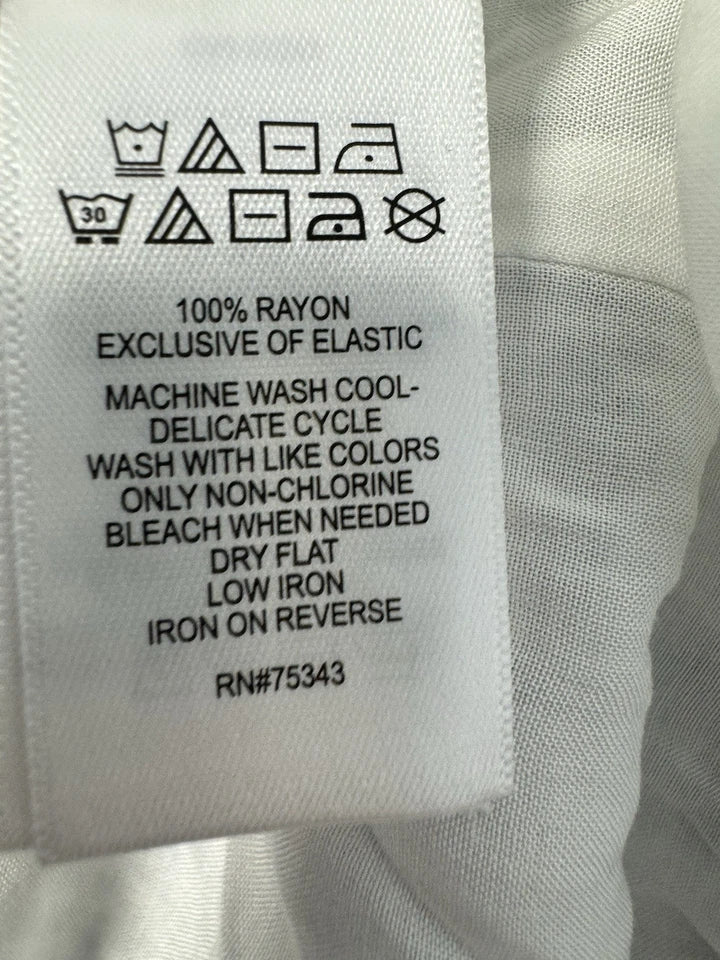 30
100% RAYON
EXCLUSIVE OF ELASTIC
MACHINE WASH COOL-
DELICATE CYCLE
WASH WITH LIKE COLORS
ONLY NON-CHLORINE
BLEACH WHEN NEEDED
DRY FLAT
LOW IRON
IRON ON REVERSE
RN#75343